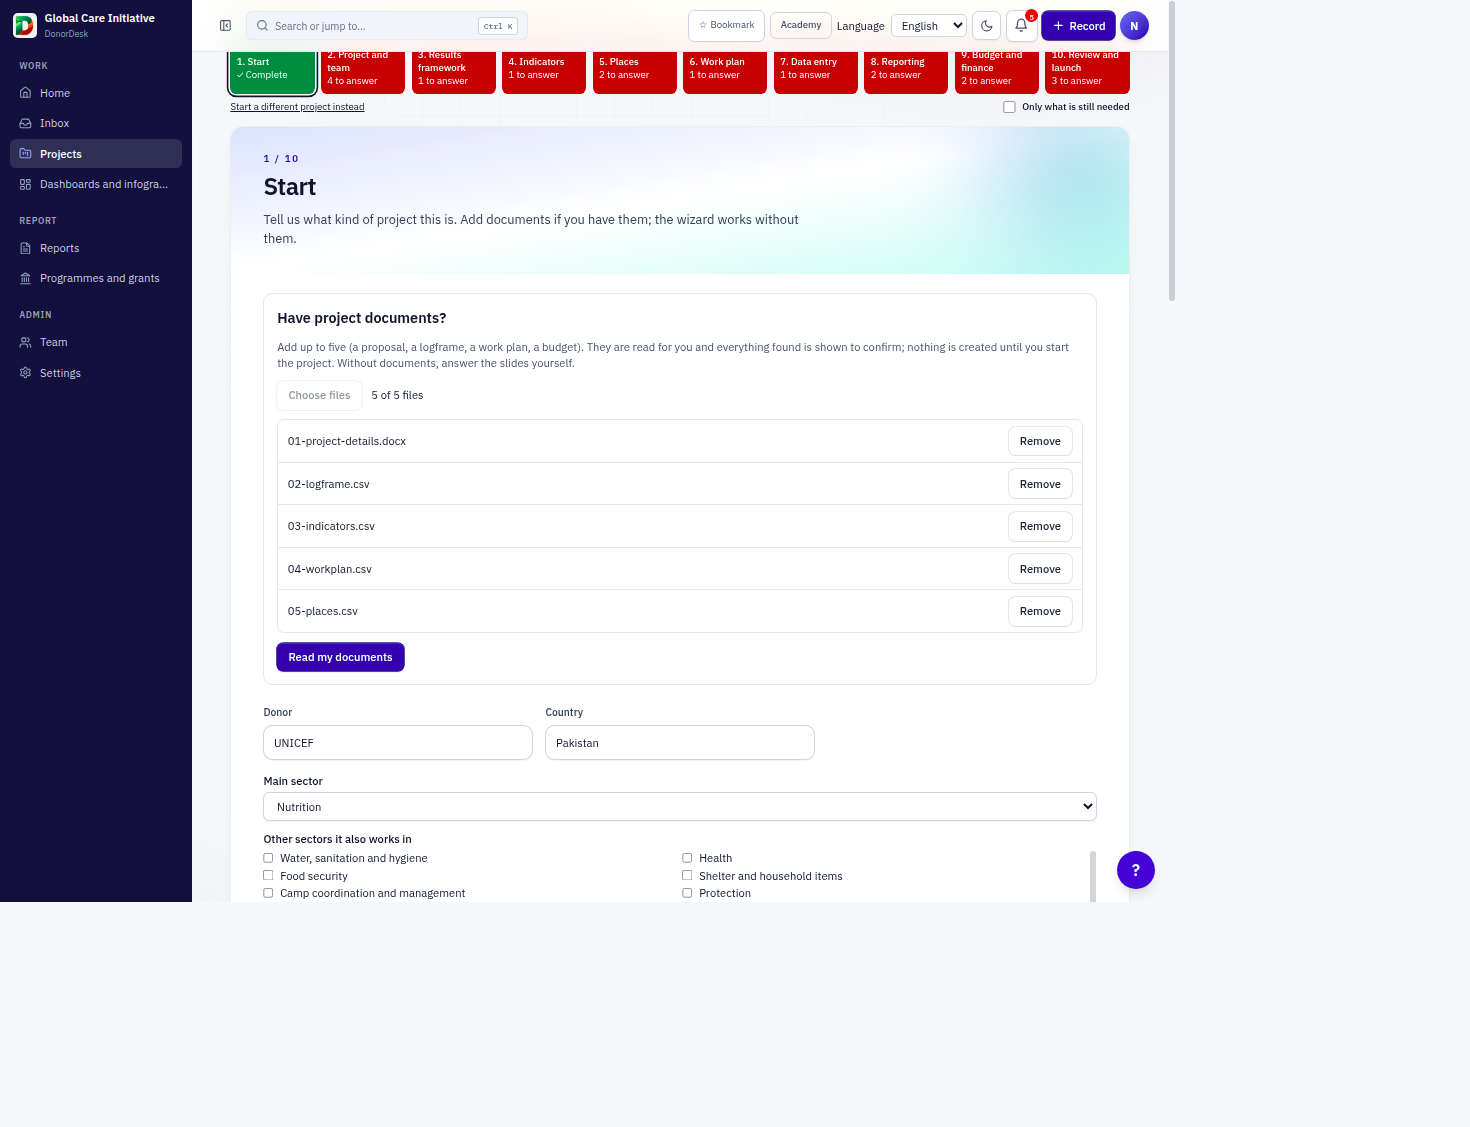 Global Care Initiative
DonorDesk
WORK
Home
Inbox
Projects
Dashboards and infogra...
REPORT
Reports
Programmes and grants
ADMIN
Team
Settings
Search or jump to...
Ctrl K
☆ Bookmark
Academy
Language
English
5
+ Record
N
1. Start
✓ Complete
2. Project and
team
4 to answer
3. Results
framework
1 to answer
4. Indicators
1 to answer
5. Places
2 to answer
6. Work plan
1 to answer
7. Data entry
1 to answer
8. Reporting
2 to answer
9. Budget and
finance
2 to answer
10. Review and
launch
3 to answer
Start a different project instead
Only what is still needed
1 / 10
Start
Tell us what kind of project this is. Add documents if you have them; the wizard works without
them.
Have project documents?
Add up to five (a proposal, a logframe, a work plan, a budget). They are read for you and everything found is shown to confirm; nothing is created until you start
the project. Without documents, answer the slides yourself.
Choose files
5 of 5 files
01-project-details.docx
Remove
02-logframe.csv
Remove
03-indicators.csv
Remove
04-workplan.csv
Remove
05-places.csv
Remove
Read my documents
Donor
Country
UNICEF
Pakistan
Main sector
Nutrition
Other sectors it also works in
Water, sanitation and hygiene
Health
Food security
Shelter and household items
Camp coordination and management
Protection
?